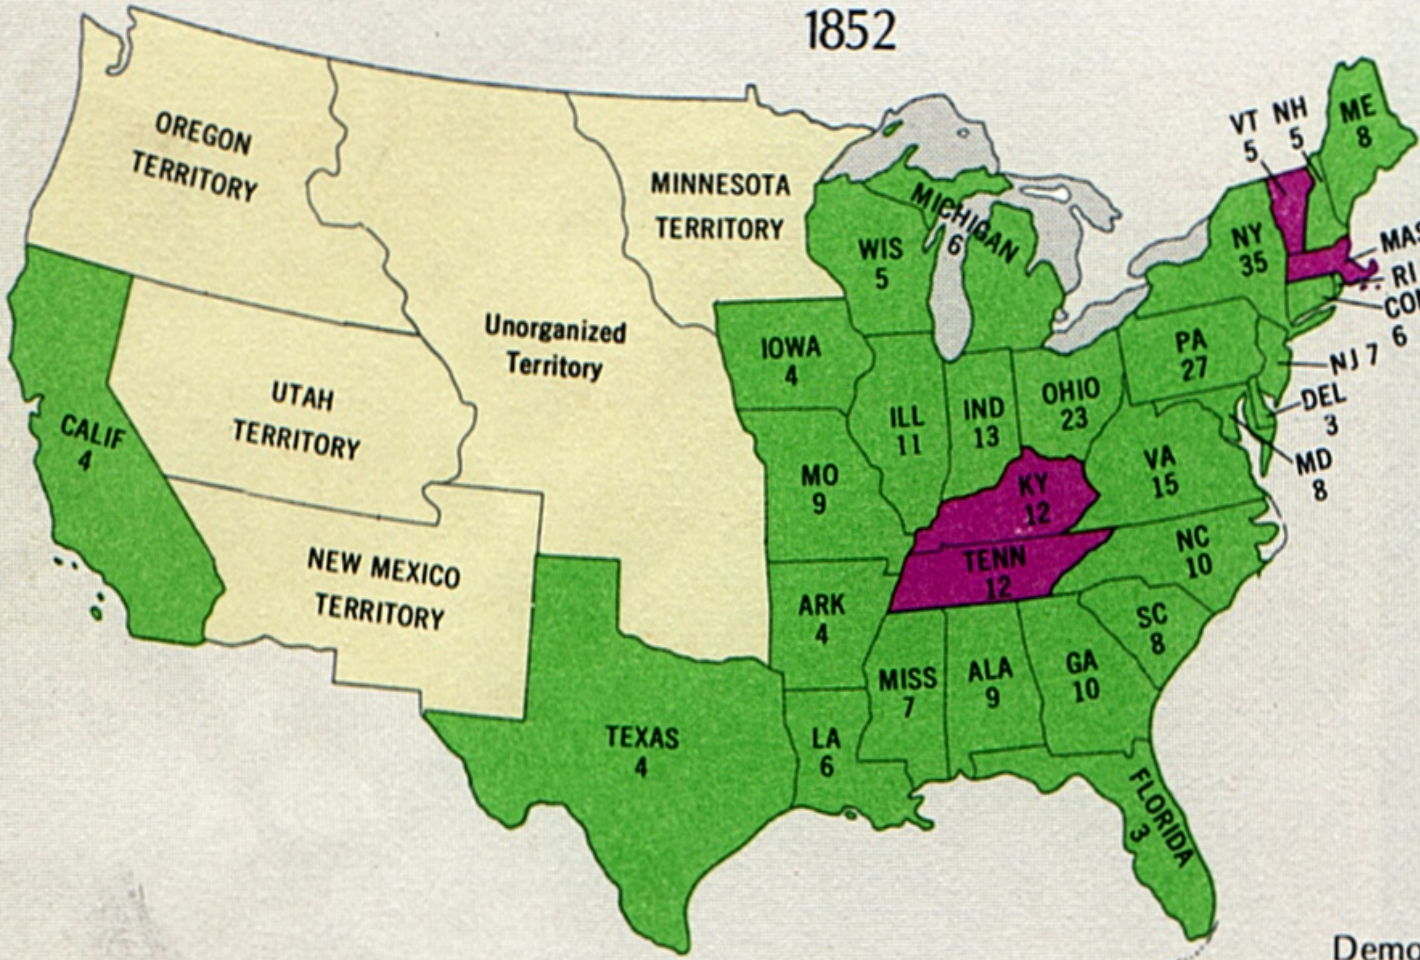 1852
OREGON
TERRITORY
MINNESOTA
TERRITORY
Unorganized
Territory
UTAH
TERRITORY
NEW MEXICO
TERRITORY
CALIF
4
TEXAS
4
WIS
5
MICHIGAN
6
IOWA
4
ILL
11
IND
13
OHIO
23
MO
9
KY
12
TENN
12
ARK
4
LA
6
MISS
7
ALA
9
GA
10
FLORIDA
3
SC
8
NC
10
VA
15
PA
27
NY
35
VT
5
NH
5
ME
8
MAS
RI
CO
6
NJ 7
DEL
3
MD
8
Demo